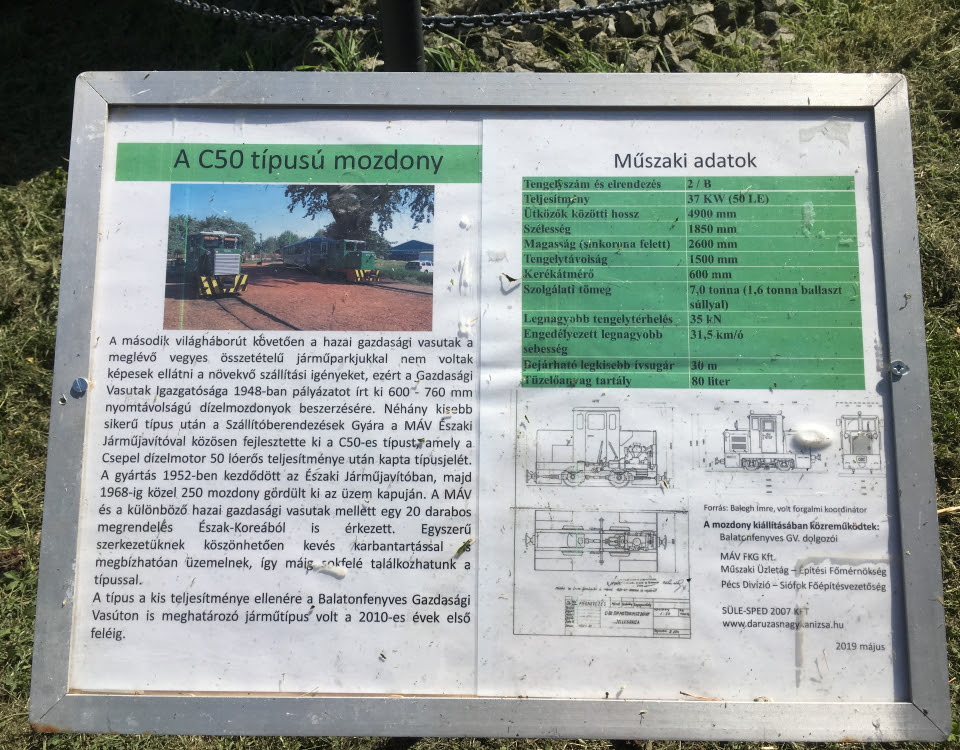 A C50 típusú mozdony
A második világháborút követően a hazai gazdasági vasutak a
meglévő vegyes összetételű járműparkjukkal nem voltak
képesek ellátni a növekvő szállítási igényeket, ezért a Gazdasági
Vasutak Igazgatósága 1948-ban pályázatot írt ki 600 - 760 mm
nyomtávolságú dízelmozdonyok beszerzésére. Néhány kisebb
sikerű típus után a Szállítóberendezések Gyára a MÁV Északi
Járműjavítóval közösen fejlesztette ki a C50-es típust, amely a
Csepel dízelmotor 50 lóerős teljesítménye után kapta típusjelét.
A gyártás 1952-ben kezdődött az Északi Járműjavítóban, majd
1968-ig közel 250 mozdony gördült ki az üzem kapuján. A MÁV
és a különböző hazai gazdasági vasutak mellett egy 20 darabos
megrendelés Észak-Koreából is érkezett. Egyszerű
szerkezetüknek köszönhetően kevés karbantartással is
megbízhatóan üzemelnek, így máig sokfelé találkozhatunk a
típussal.
A típus a kis teljesítménye ellenére a Balatonfenyves Gazdasági
Vasúton is meghatározó járműtípus volt a 2010-es évek első
feléig.
Műszaki adatok
Tengelyszám és elrendezés 2 / B
Teljesítmény 37 KW (50 LE)
Ütközők közötti hossz 4900 mm
Szélesség 1850 mm
Magasság (sínkorona felett) 2600 mm
Tengelytávolság 1500 mm
Kerékátmérő 600 mm
Szolgálati tömeg 7,0 tonna (1,6 tonna ballaszt
súllyal)
Legnagyobb tengelyterhelés 35 kN
Engedélyezett legnagyobb 31,5 km/ó
sebesség
Bejárható legkisebb ívsugár 30 m
Tüzelőanyag tartály 80 liter
Forrás: Balogh Imre, volt forgalmi koordinátor
A mozdony kiállításában közreműködtek:
Balatonfenyves GV. dolgozói
MÁV FKG Kft.
Műszaki Üzletág – Építési Főmérnökség
Pécs Divízió – Siófok Főépítésvezetőség
SÜLE-SPED 2007 KFT
www.daruzasnagykanizsa.hu
2019 május